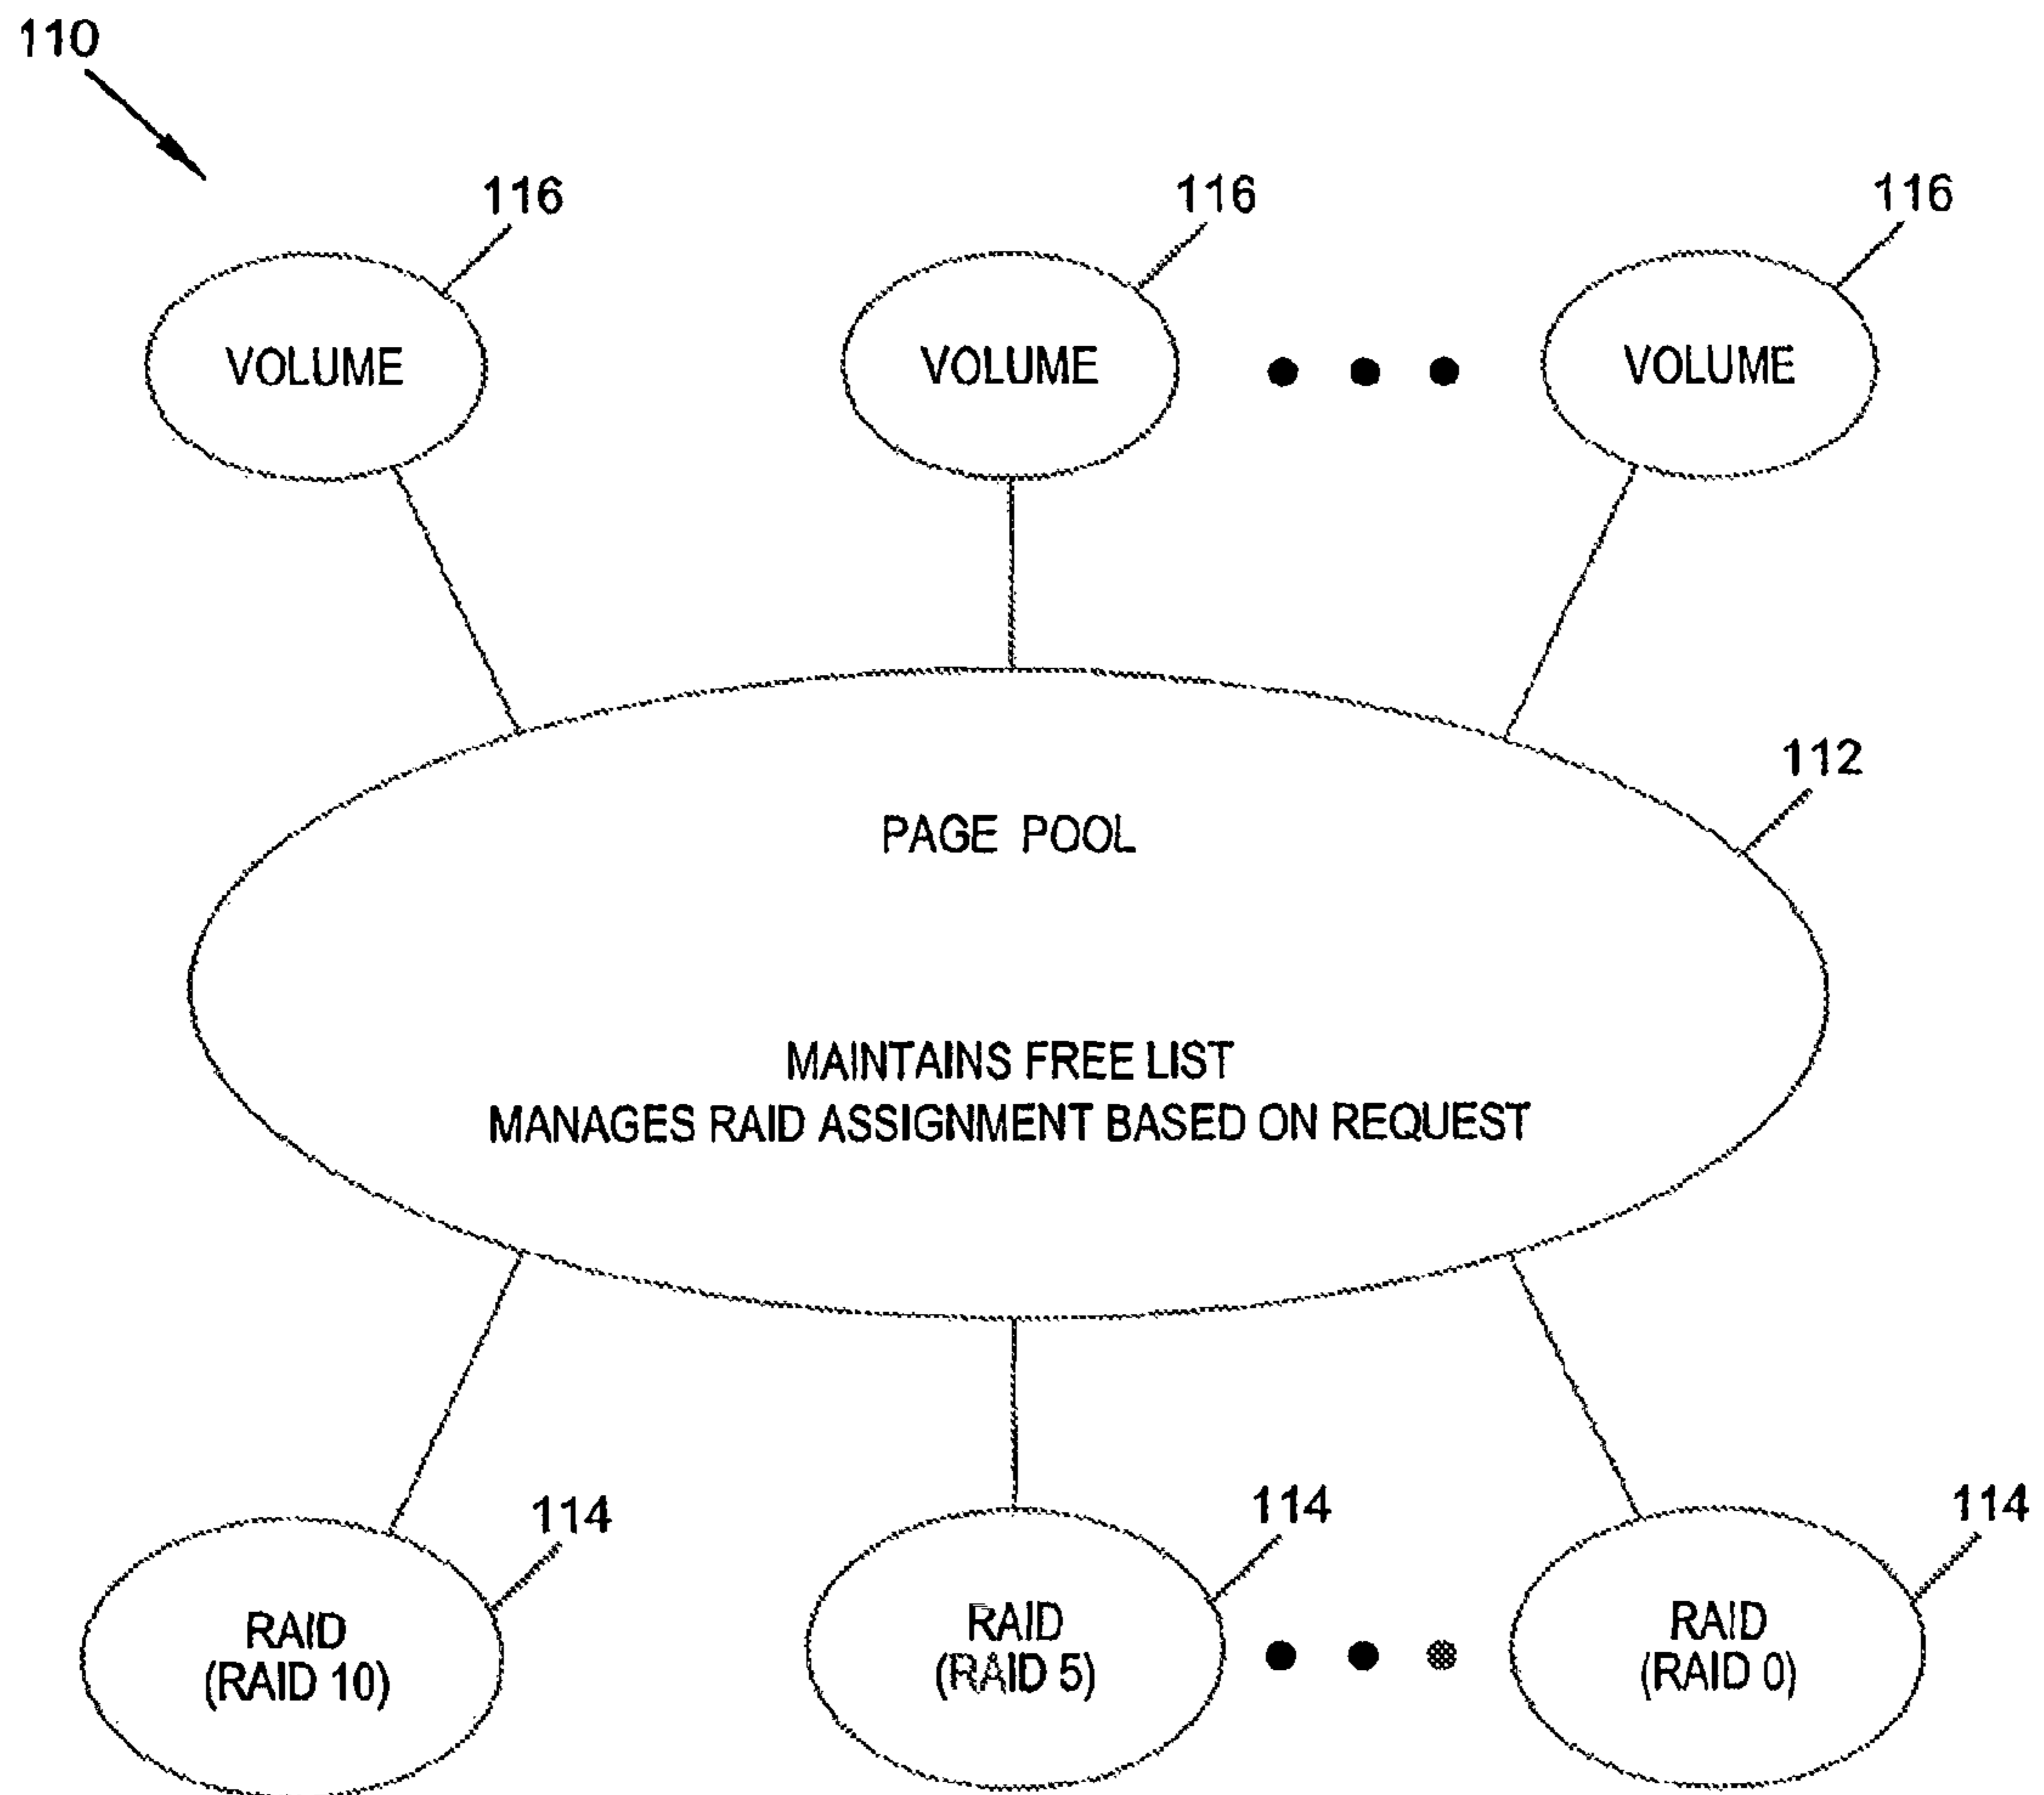 110
116
116
116
VOLUME
VOLUME
VOLUME
112
PAGE POOL
MAINTAINS FREE LIST
MANAGES RAID ASSIGNMENT BASED ON REQUEST
114
114
114
RAID
(RAID 10)
RAID
(RAID 5)
RAID
(RAID 0)